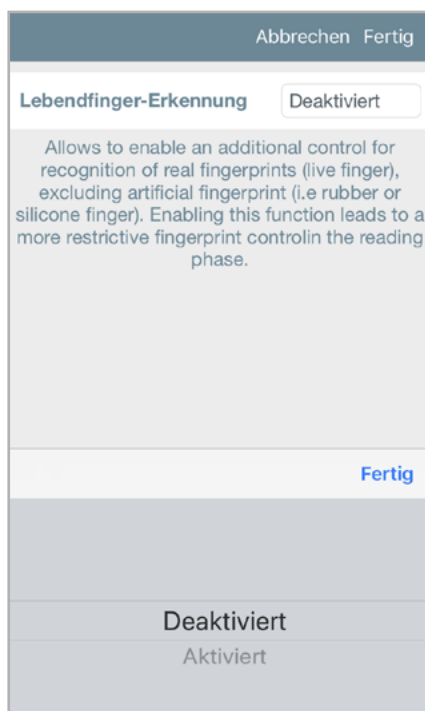 Abbrechen Fertig
Lebendfinger-Erkennung Deaktiviert
Allows to enable an additional control for
recognition of real fingerprints (live finger),
excluding artificial fingerprint (i.e rubber or
silicone finger). Enabling this function leads to a
more restrictive fingerprint controlin the reading
phase.
Fertig
Deaktiviert
Aktiviert